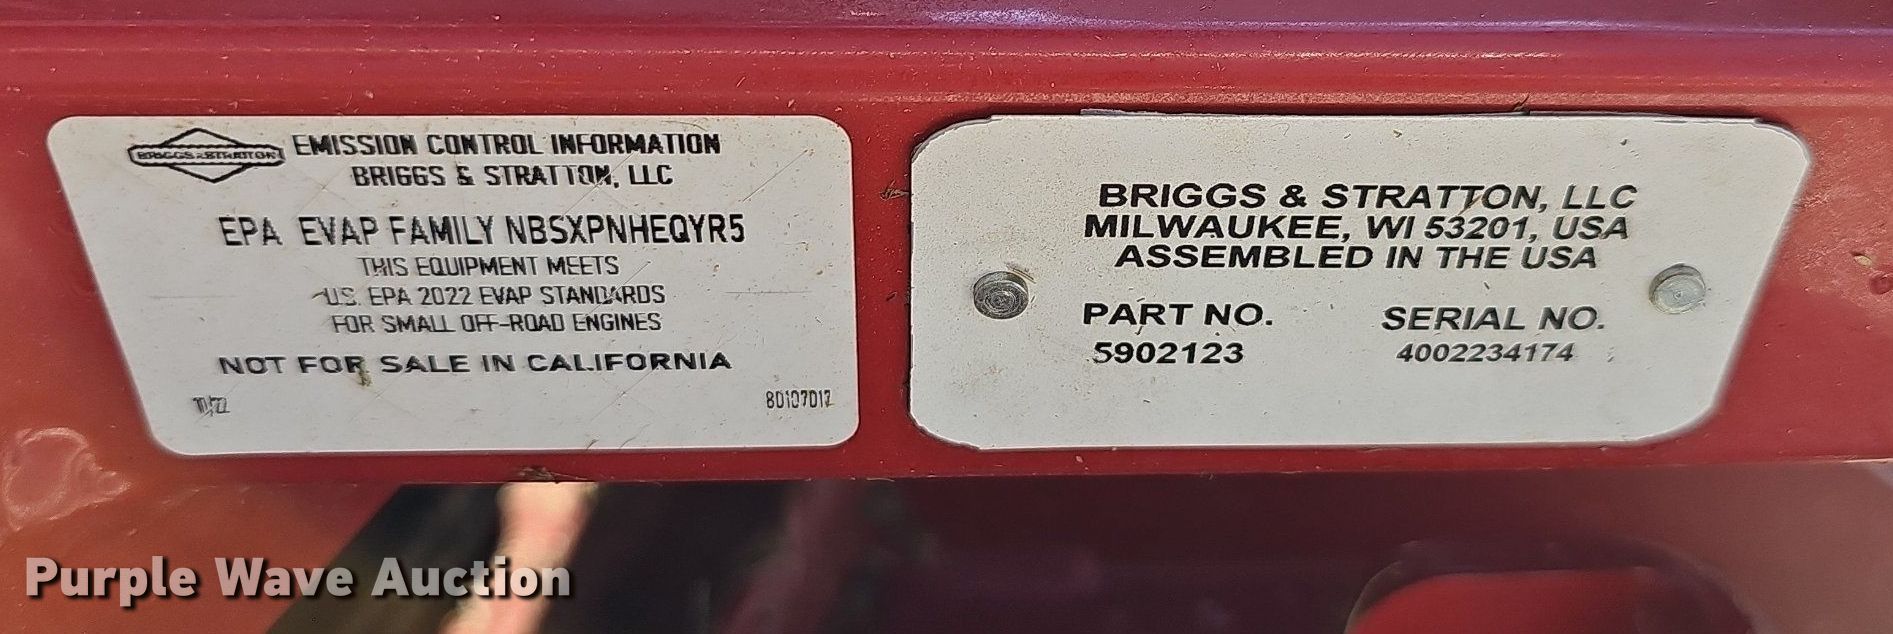 BRIGGS & STRATTON
EMISSION CONTROL INFORMATION
BRIGGS & STRATTON, LLC
EPA EVAP FAMILY NBSXPNHEQYR5
THIS EQUIPMENT MEETS
U.S. EPA 2022 EVAP STANDARDS
FOR SMALL OFF-ROAD ENGINES
NOT FOR SALE IN CALIFORNIA
80107017
BRIGGS & STRATTON, LLC
MILWAUKEE, WI 53201, USA
ASSEMBLED IN THE USA
PART NO. SERIAL NO.
5902123 4002234174
Purple Wave Auction